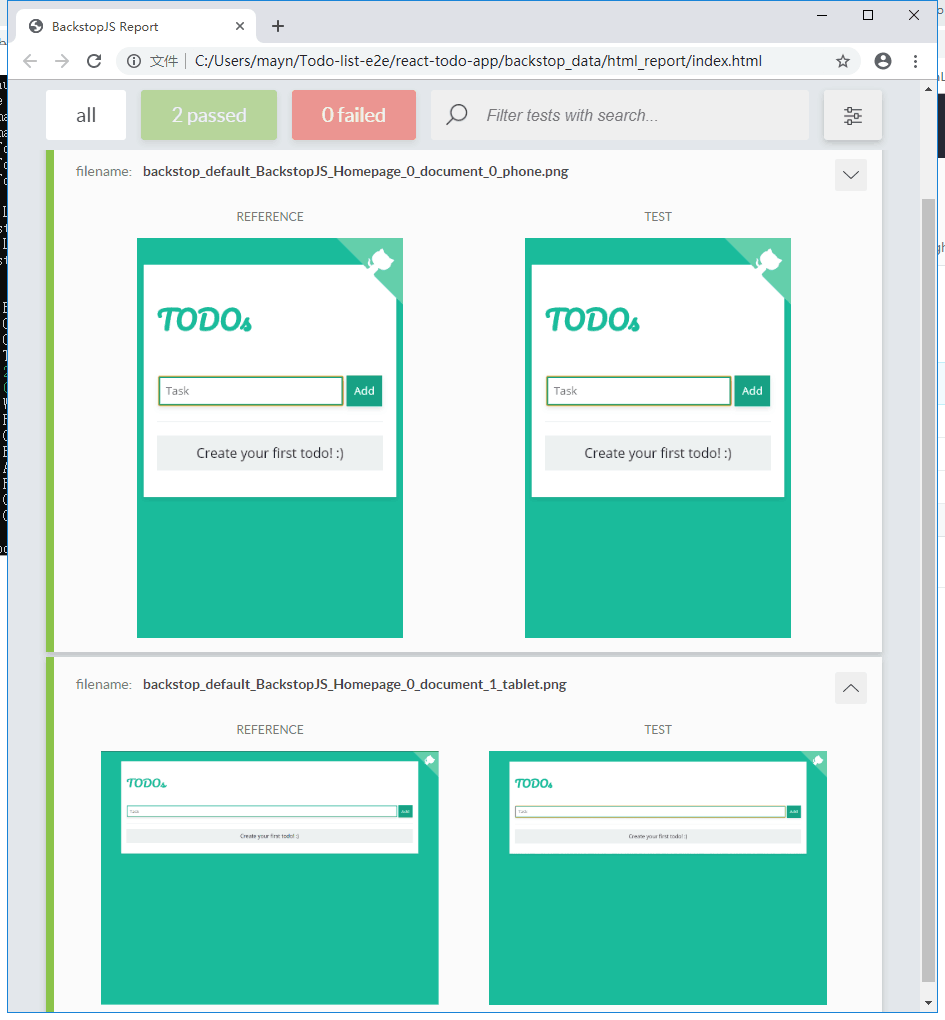 BackstopJS Report
文件 C:/Users/mayn/Todo-list-e2e/react-todo-app/backstop_data/html_report/index.html
all 2 passed 0 failed Filter tests with search...
filename: backstop_default_BackstopJS_Homepage_0_document_0_phone.png
REFERENCE TEST
TODOs TODOs
Task Add Task Add
Create your first todo! :) Create your first todo! :)
filename: backstop_default_BackstopJS_Homepage_0_document_1_tablet.png
REFERENCE TEST
TODOs TODOs
Task Add Task Add
Create your first todo! :) Create your first todo! :)